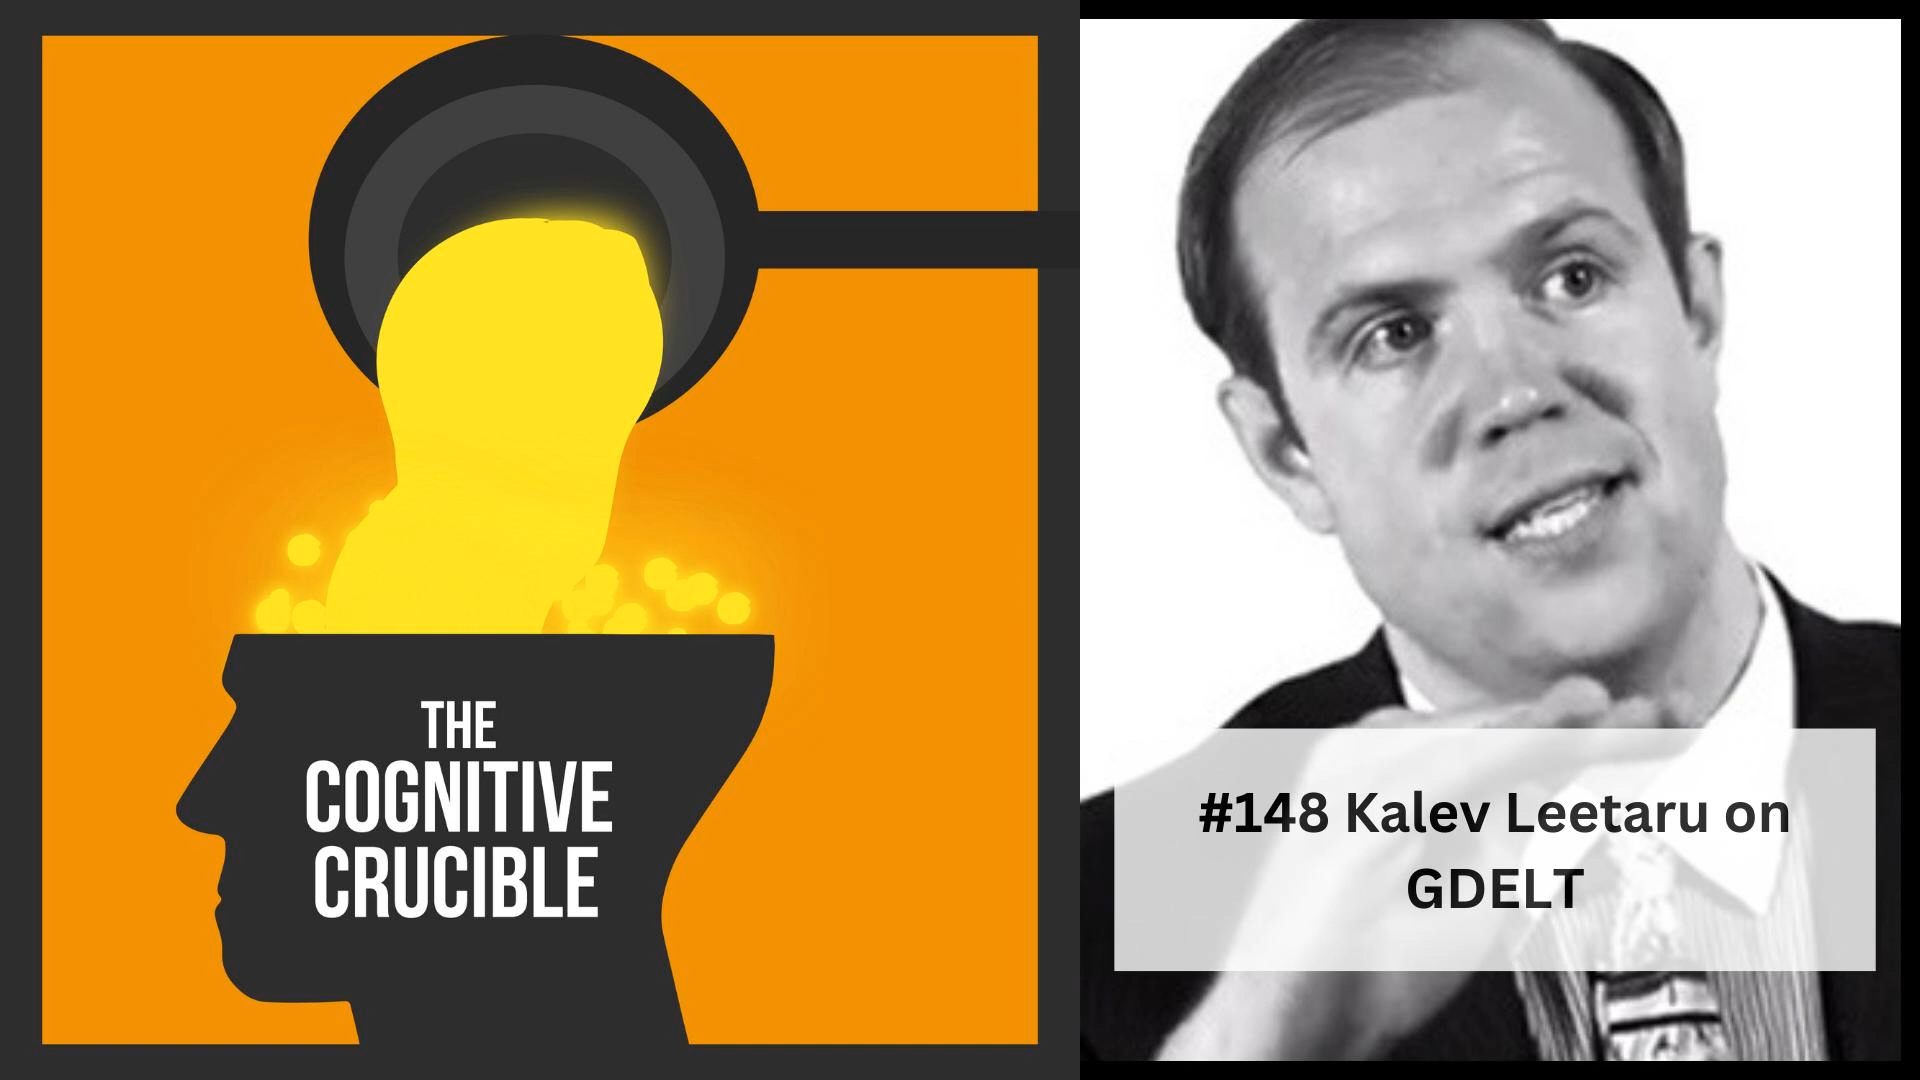 THE
COGNITIVE
CRUCIBLE
#148 Kalev Leetaru on
GDELT